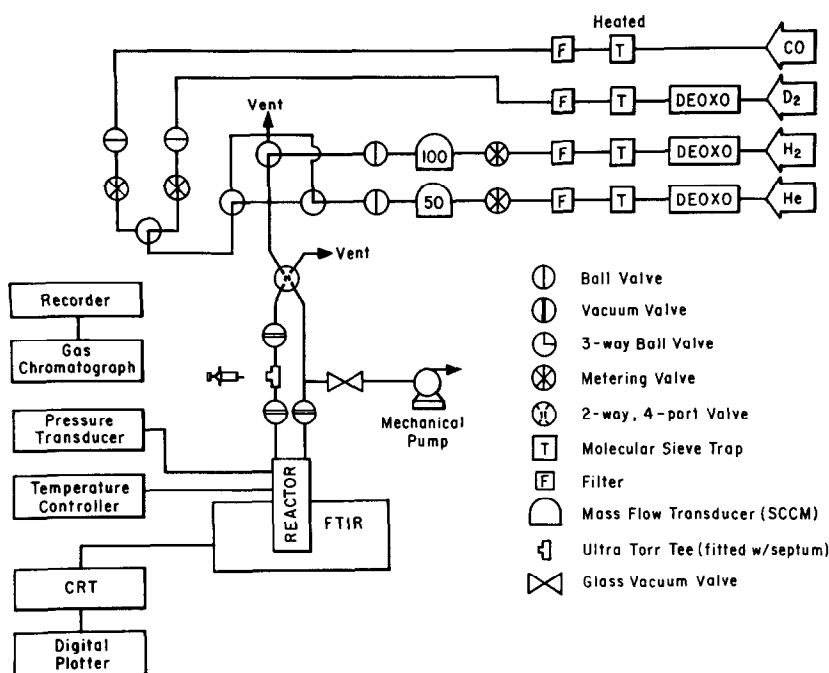 Heated
F
T
CO
F
T
DEOXO
D2
Vent
100
F
T
DEOXO
H2
50
F
T
DEOXO
He
Vent
Recorder
Gas
Chromatograph
Pressure
Transducer
Temperature
Controller
Mechanical
Pump
REACTOR
FTIR
CRT
Digital
Plotter
Ball Valve
Vacuum Valve
3-way Ball Valve
Metering Valve
2-way, 4-port Valve
T Molecular Sieve Trap
F Filter
Mass Flow Transducer (SCCM)
Ultra Torr Tee (fitted w/septum)
Glass Vacuum Valve